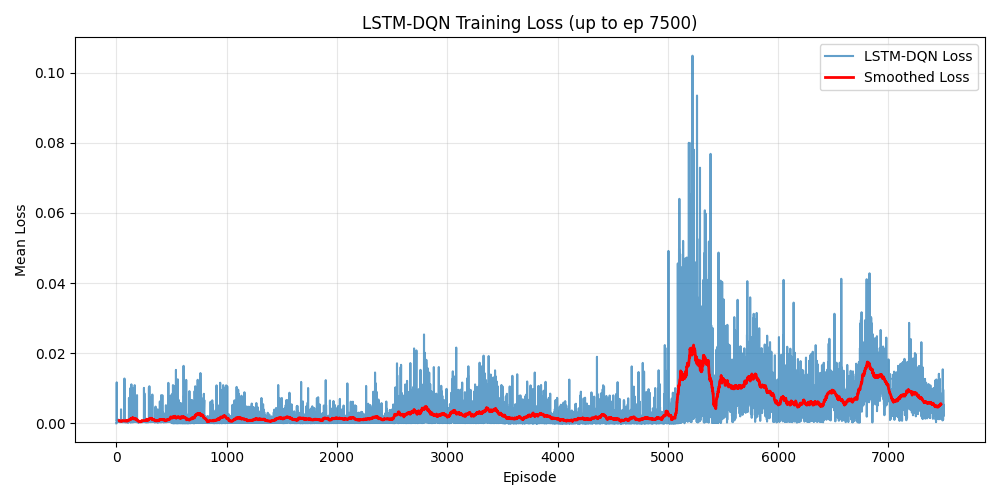 LSTM-DQN Training Loss (up to ep 7500)
LSTM-DQN Loss
Smoothed Loss
Mean Loss
0.10
0.08
0.06
0.04
0.02
0.00
0 1000 2000 3000 4000 5000 6000 7000
Episode